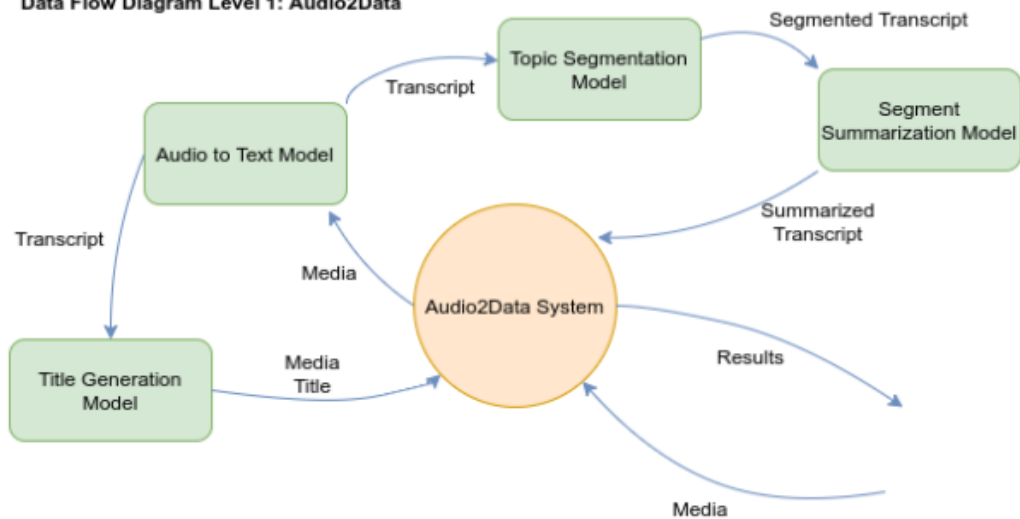 Data Flow Diagram Level 1: Audio2Data
Segmented Transcript
Topic Segmentation
Model
Transcript
Segment
Summarization Model
Audio to Text Model
Summarized
Transcript
Transcript
Media
Audio2Data System
Results
Media
Title
Title Generation
Model
Media